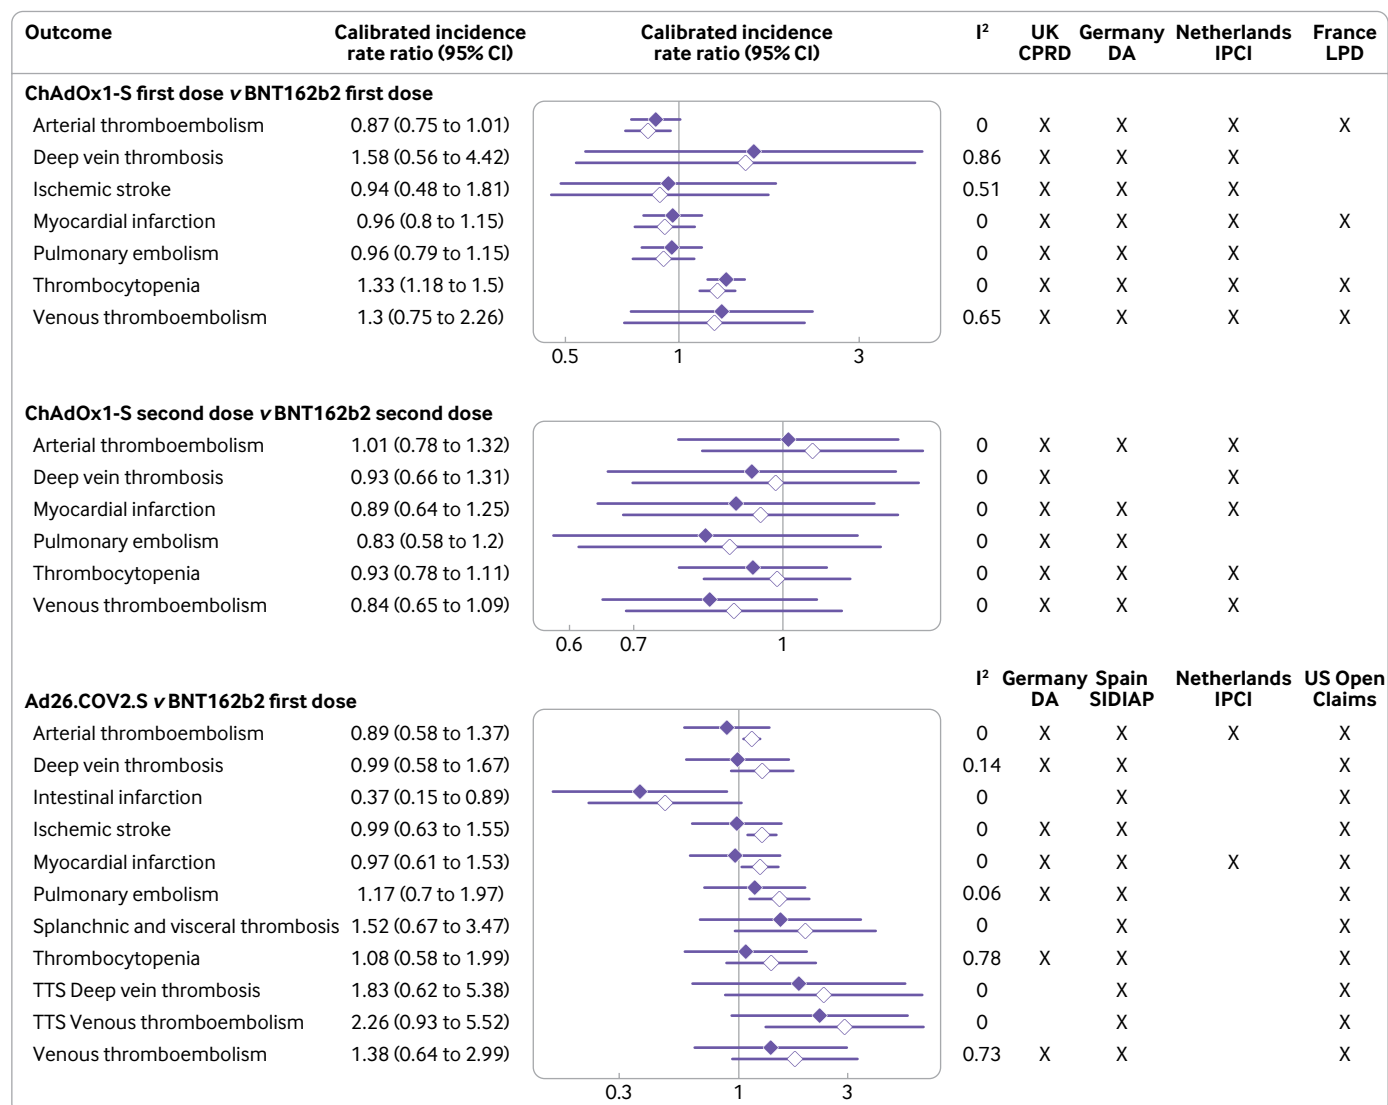 Outcome Calibrated incidence Calibrated incidence I² UK Germany Netherlands France
rate ratio (95% CI) rate ratio (95% CI) CPRD DA IPCI LPD
ChAdOx1-S first dose v BNT162b2 first dose
Arterial thromboembolism 0.87 (0.75 to 1.01) 0 X X X X
Deep vein thrombosis 1.58 (0.56 to 4.42) 0.86 X X X
Ischemic stroke 0.94 (0.48 to 1.81) 0.51 X X X
Myocardial infarction 0.96 (0.8 to 1.15) 0 X X X X
Pulmonary embolism 0.96 (0.79 to 1.15) 0 X X X
Thrombocytopenia 1.33 (1.18 to 1.5) 0 X X X X
Venous thromboembolism 1.3 (0.75 to 2.26) 0.65 X X X X
0.5 1 3
ChAdOx1-S second dose v BNT162b2 second dose
Arterial thromboembolism 1.01 (0.78 to 1.32) 0 X X X
Deep vein thrombosis 0.93 (0.66 to 1.31) 0 X X
Myocardial infarction 0.89 (0.64 to 1.25) 0 X X X
Pulmonary embolism 0.83 (0.58 to 1.2) 0 X X
Thrombocytopenia 0.93 (0.78 to 1.11) 0 X X X
Venous thromboembolism 0.84 (0.65 to 1.09) 0 X X X
0.6 0.7 1
I² Germany Spain Netherlands US Open
Ad26.COV2.S v BNT162b2 first dose DA SIDIAP IPCI Claims
Arterial thromboembolism 0.89 (0.58 to 1.37) 0 X X X X
Deep vein thrombosis 0.99 (0.58 to 1.67) 0.14 X X X
Intestinal infarction 0.37 (0.15 to 0.89) 0 X X
Ischemic stroke 0.99 (0.63 to 1.55) 0 X X X
Myocardial infarction 0.97 (0.61 to 1.53) 0 X X X X
Pulmonary embolism 1.17 (0.7 to 1.97) 0.06 X X X
Splanchnic and visceral thrombosis 1.52 (0.67 to 3.47) 0 X X
Thrombocytopenia 1.08 (0.58 to 1.99) 0.78 X X X
TTS Deep vein thrombosis 1.83 (0.62 to 5.38) 0 X X
TTS Venous thromboembolism 2.26 (0.93 to 5.52) 0 X X
Venous thromboembolism 1.38 (0.64 to 2.99) 0.73 X X X
0.3 1 3